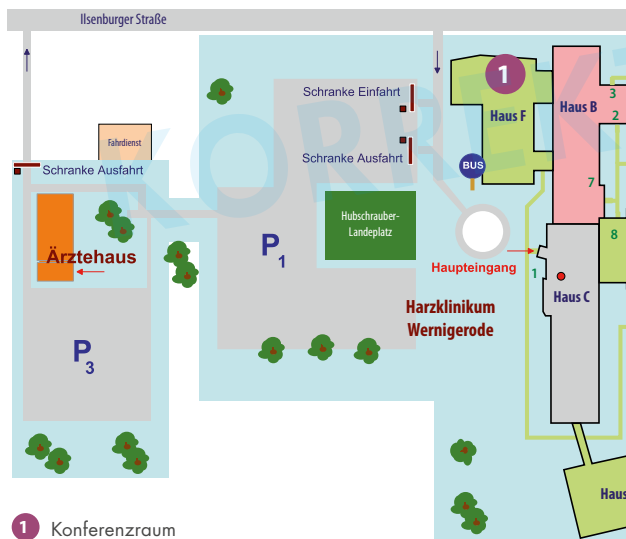 Ilsenburger Straße
1
Haus F
Haus B
3
2
7
8
1
Schranke Einfahrt
Schranke Ausfahrt
BUS
Fahrdienst
Schranke Ausfahrt
Ärztehaus
P1
P3
Hubschrauber-
Landeplatz
Haupteingang
Haus C
Harzklinikum
Wernigerode
Haus
KORREKT
1 Konferenzraum